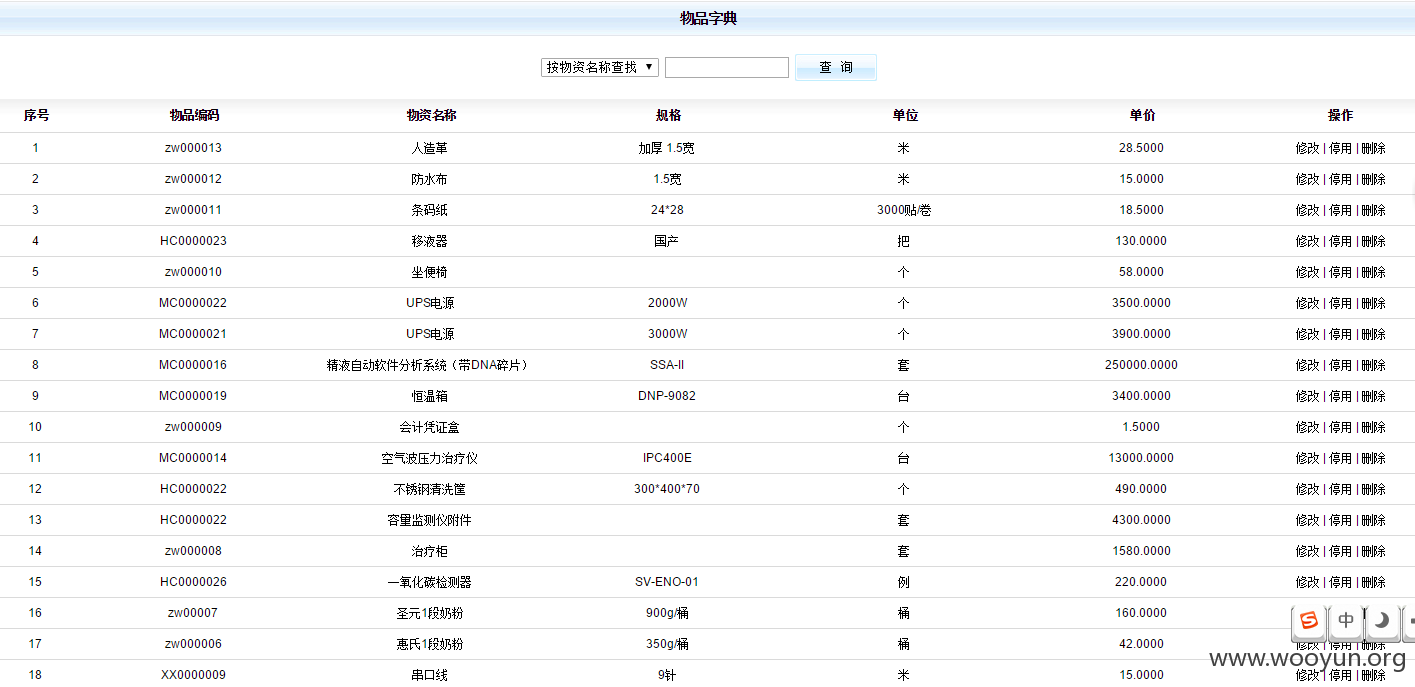 物品字典
按物资名称查找 ▼ 查 询
序号 物品编码 物资名称 规格 单位 单价 操作
1 zw000013 人造革 加厚 1.5宽 米 28.5000 修改 | 停用 | 删除
2 zw000012 防水布 1.5宽 米 15.0000 修改 | 停用 | 删除
3 zw000011 条码纸 24*28 3000贴/卷 18.5000 修改 | 停用 | 删除
4 HC0000023 移液器 国产 把 130.0000 修改 | 停用 | 删除
5 zw000010 坐便椅 个 58.0000 修改 | 停用 | 删除
6 MC0000022 UPS电源 2000W 个 3500.0000 修改 | 停用 | 删除
7 MC0000021 UPS电源 3000W 个 3900.0000 修改 | 停用 | 删除
8 MC0000016 精液自动软件分析系统（带DNA碎片） SSA-II 套 250000.0000 修改 | 停用 | 删除
9 MC0000019 恒温箱 DNP-9082 台 3400.0000 修改 | 停用 | 删除
10 zw000009 会计凭证盒 个 1.5000 修改 | 停用 | 删除
11 MC0000014 空气波压力治疗仪 IPC400E 台 13000.0000 修改 | 停用 | 删除
12 HC0000022 不锈钢清洗筐 300*400*70 个 490.0000 修改 | 停用 | 删除
13 HC0000022 容量监测仪附件 套 4300.0000 修改 | 停用 | 删除
14 zw000008 治疗柜 套 1580.0000 修改 | 停用 | 删除
15 HC0000026 一氧化碳检测器 SV-ENO-01 例 220.0000 修改 | 停用 | 删除
16 zw00007 圣元1段奶粉 900g/桶 桶 160.0000
中
17 zw000006 惠氏1段奶粉 350g/桶 桶 42.0000 修改 | 停用 | 删除
www.wooyun.org
18 XX0000009 串口线 9针 米 15.0000 修改 | 停用 | 删除